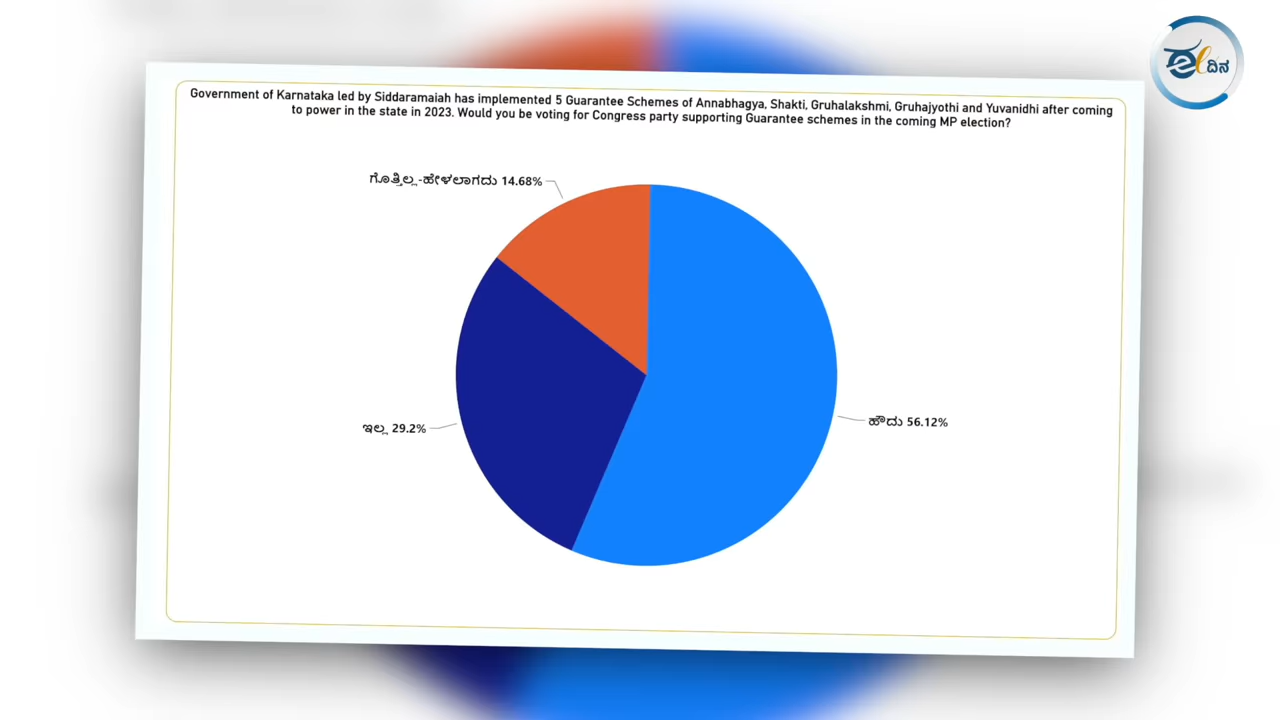 ಈ ದಿನ
Government of Karnataka led by Siddaramaiah has implemented 5 Guarantee Schemes of Annabhagya, Shakti, Gruhalakshmi, Gruhajyothi and Yuvanidhi after coming
to power in the state in 2023. Would you be voting for Congress party supporting Guarantee schemes in the coming MP election?
ಗೊತ್ತಿಲ್ಲ -ಹೇಳಲಾಗದು 14.68%
ಹೌದು 56.12%
ಇಲ್ಲ 29.2%